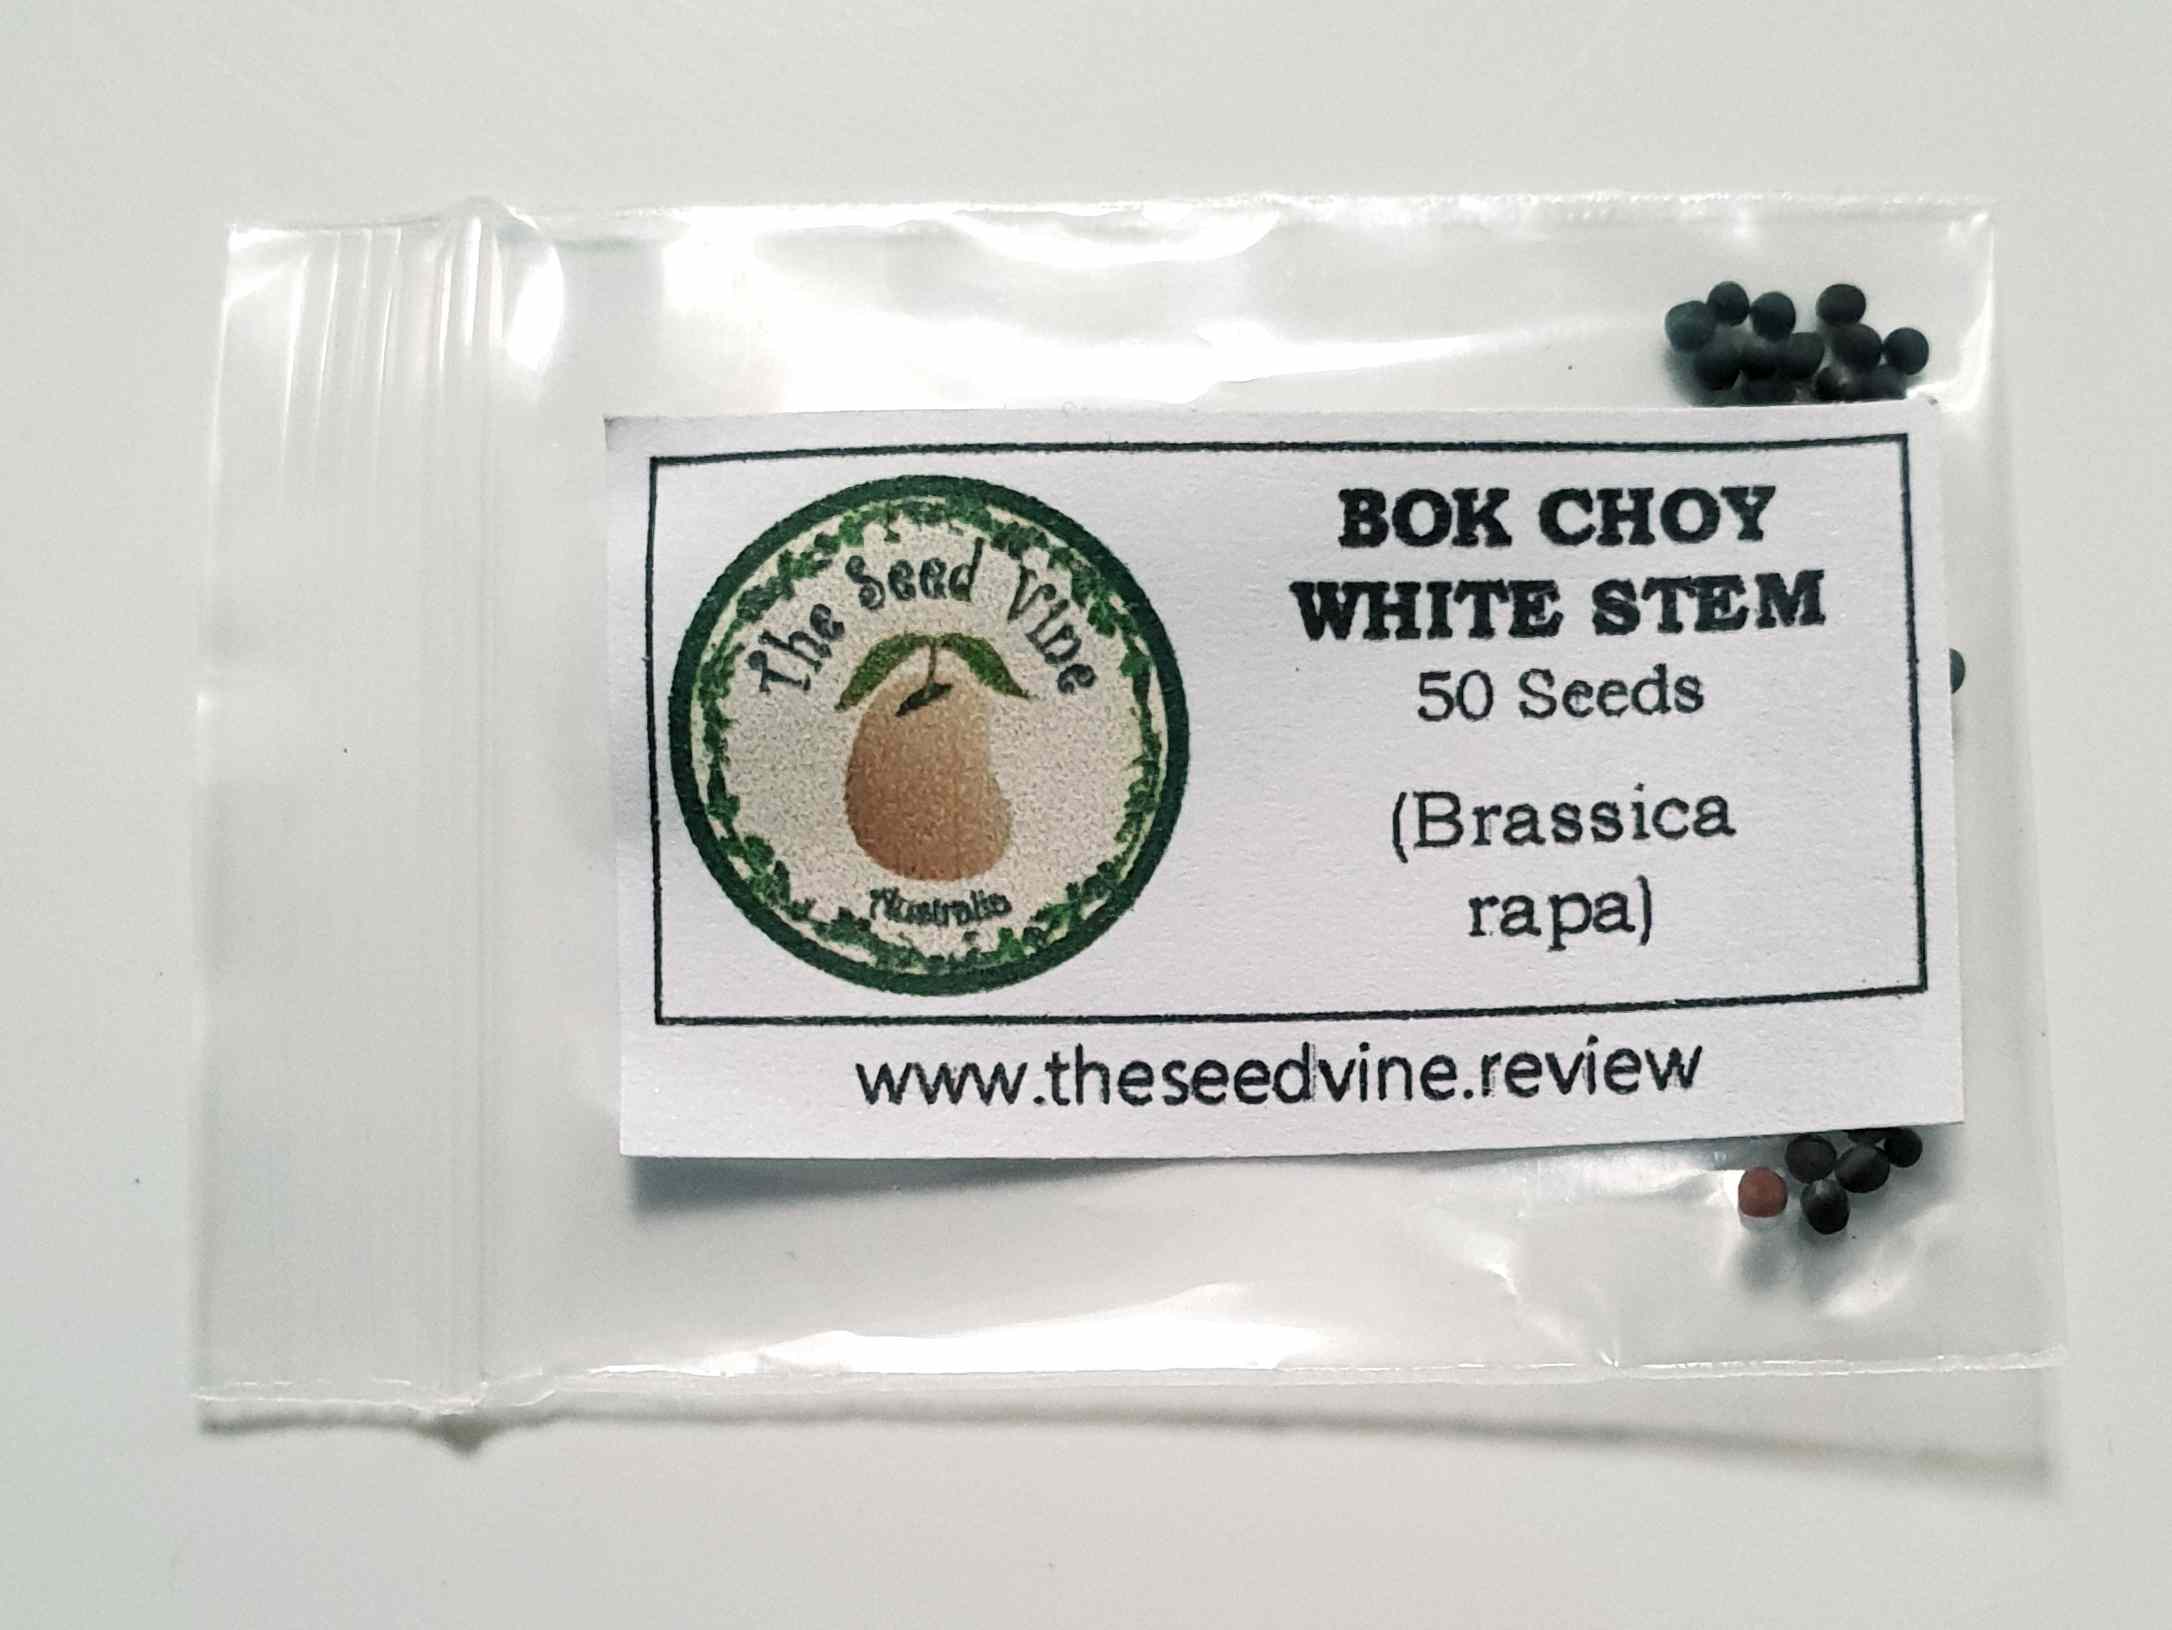 The Seed Vine
Australia
BOK CHOY
WHITE STEM
50 Seeds
(Brassica
rapa)
www.theseedvine.review